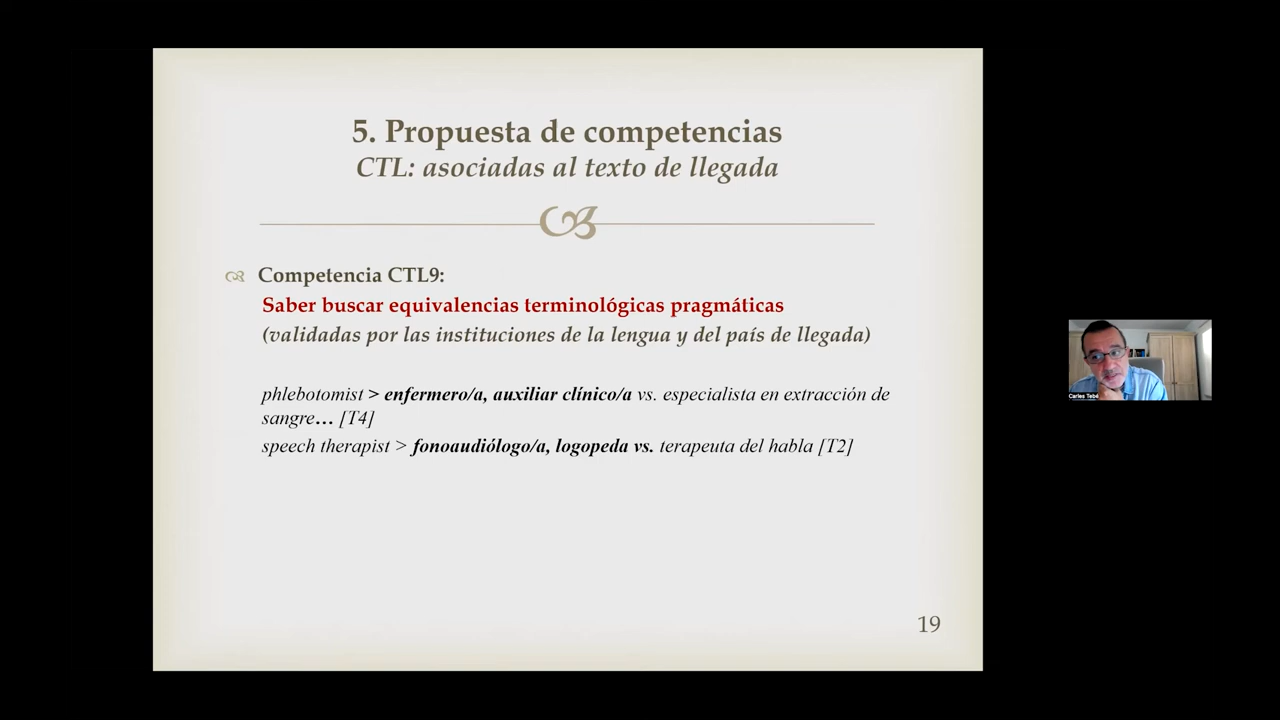 5. Propuesta de competencias
CTL: asociadas al texto de llegada
Competencia CTL9:
Saber buscar equivalencias terminológicas pragmáticas
(validadas por las instituciones de la lengua y del país de llegada)
phlebotomist > enfermero/a, auxiliar clínico/a vs. especialista en extracción de
sangre… [T4]
speech therapist > fonoaudiólogo/a, logopeda vs. terapeuta del habla [T2]
19
Carles Tebé